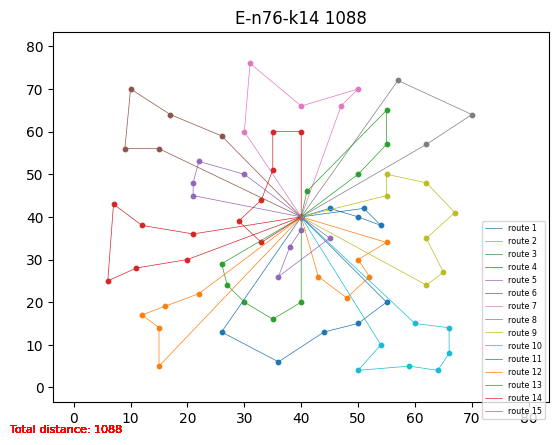 E-n76-k14 1088
80
70
60
50
40
30
20
10
0
route 1
route 2
route 3
route 4
route 5
route 6
route 7
route 8
route 9
route 10
route 11
route 12
route 13
route 14
route 15
0 10 20 30 40 50 60 70 80
Total distance: 1088